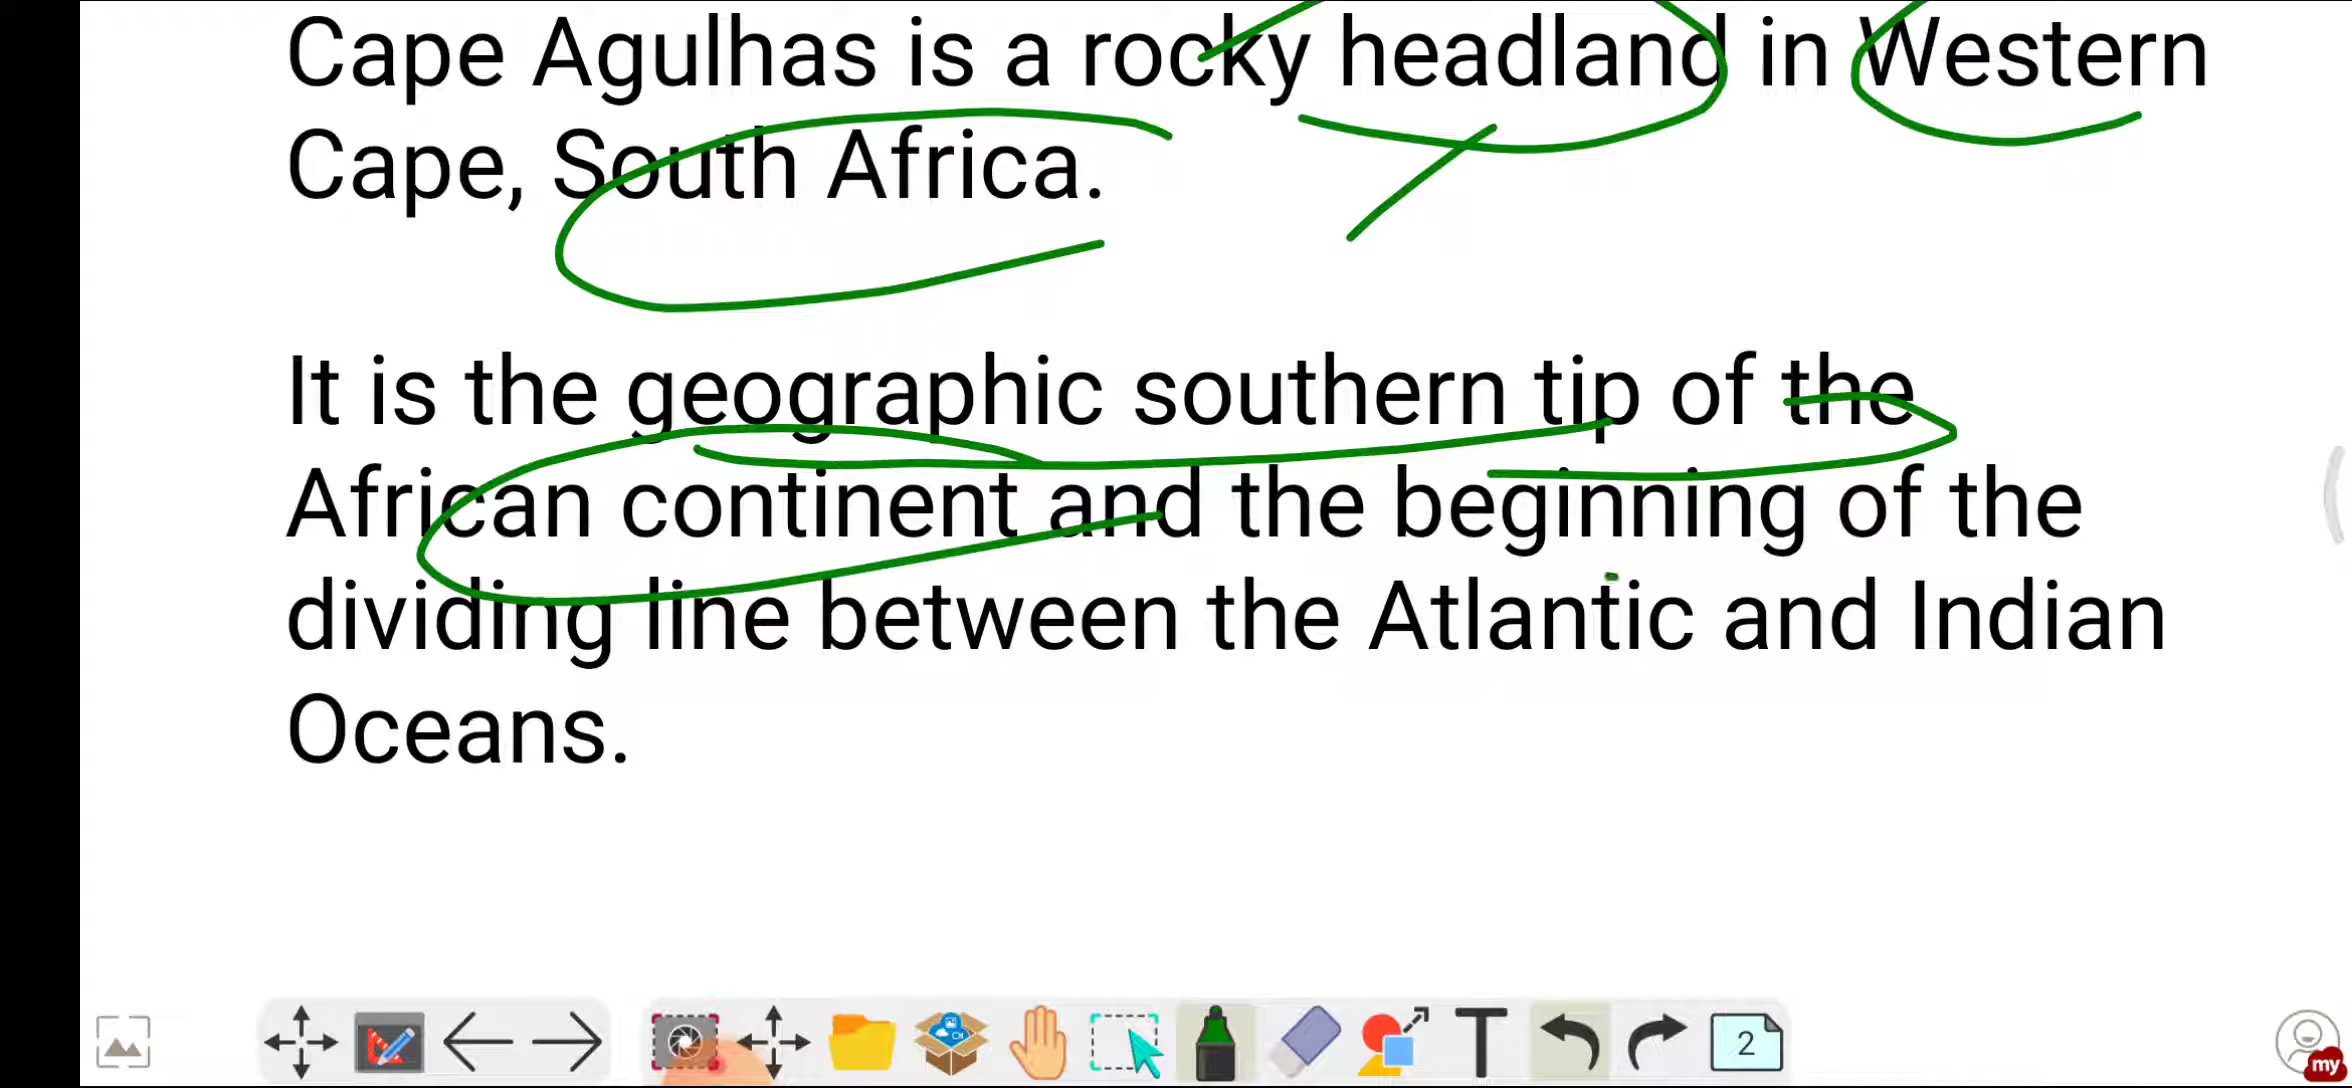 Cape Agulhas is a rocky headland in Western
Cape, South Africa.
It is the geographic southern tip of the
African continent and the beginning of the
dividing line between the Atlantic and Indian
Oceans.
T
2
my